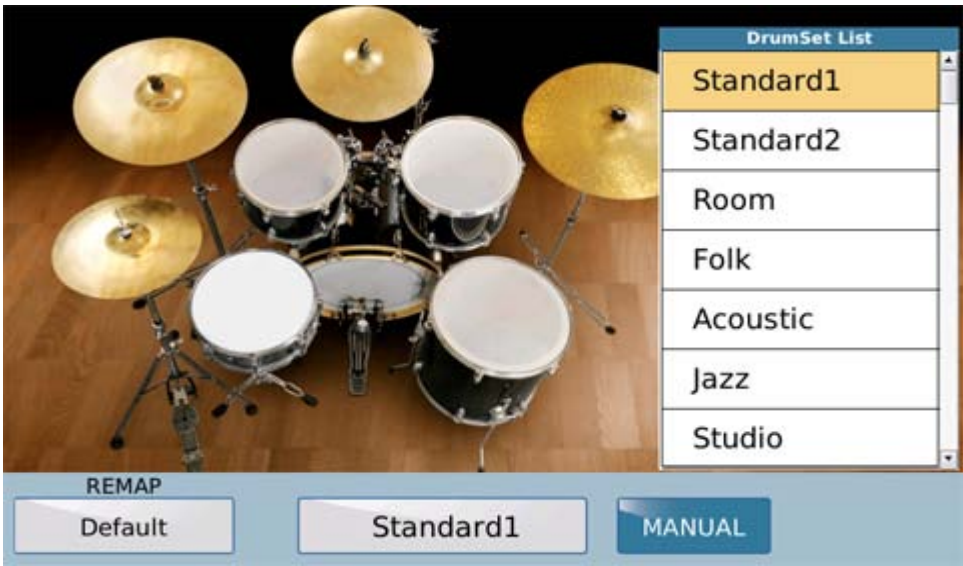 DrumSet List
Standard1
Standard2
Room
Folk
Acoustic
Jazz
Studio
REMAP
Default
Standard1
MANUAL